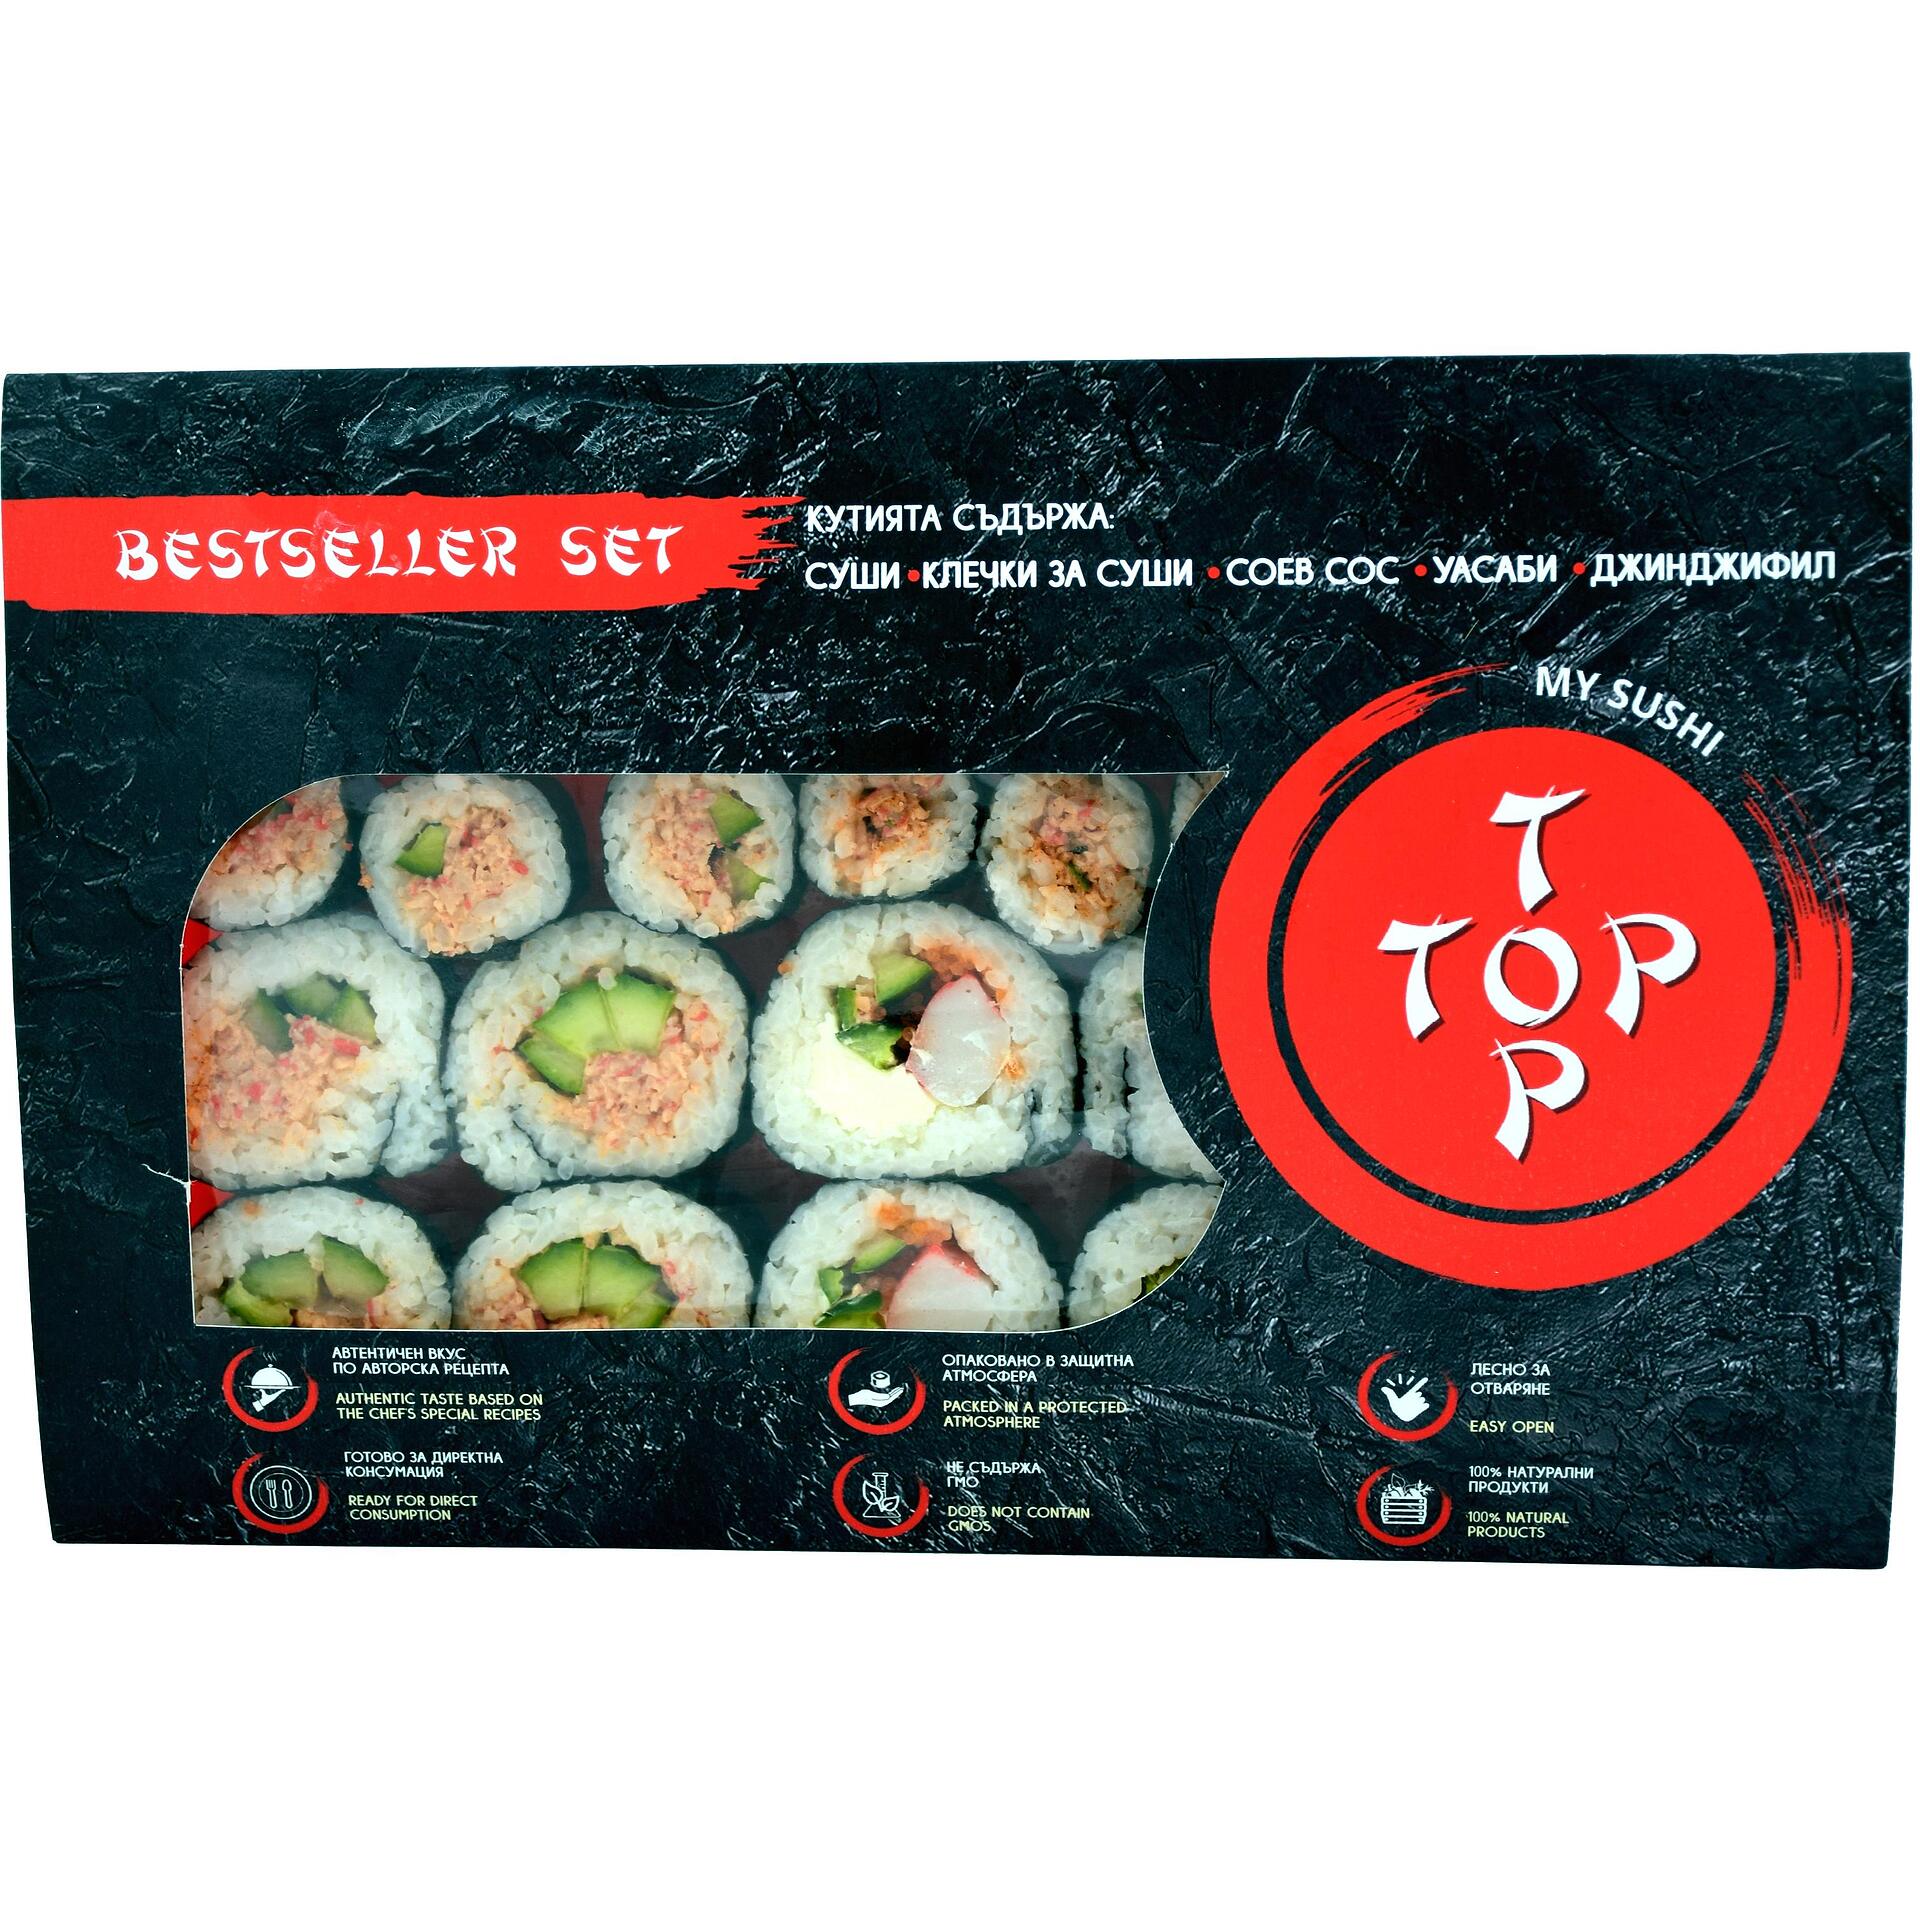 BESTSELLER SET
КУТИЯТА СЪДЪРЖА:
СУШИ •КЛЕЧКИ ЗА СУШИ •СОЕВ СОС •УАСАБИ •ДЖИНДЖИФИЛ
MY SUSHI
T
TOP
P
АВТЕНТИЧЕН ВКУС
ПО АВТОРСКА РЕЦЕПТА
AUTHENTIC TASTE BASED ON
THE CHEFS SPECIAL RECIPES
ГОТОВО ЗА ДИРЕКТНА
КОНСУМАЦИЯ
READY FOR DIRECT
CONSUMPTION
ОПАКОВАНО В ЗАЩИТНА
АТМОСФЕРА
PACKED IN A PROTECTED
ATMOSPHERE
НЕ СЪДЪРЖА
ГМО
DOES NOT CONTAIN
GMOS
ЛЕСНО ЗА
ОТВАРЯНЕ
EASY OPEN
100% НАТУРАЛНИ
ПРОДУКТИ
100% NATURAL
PRODUCTS